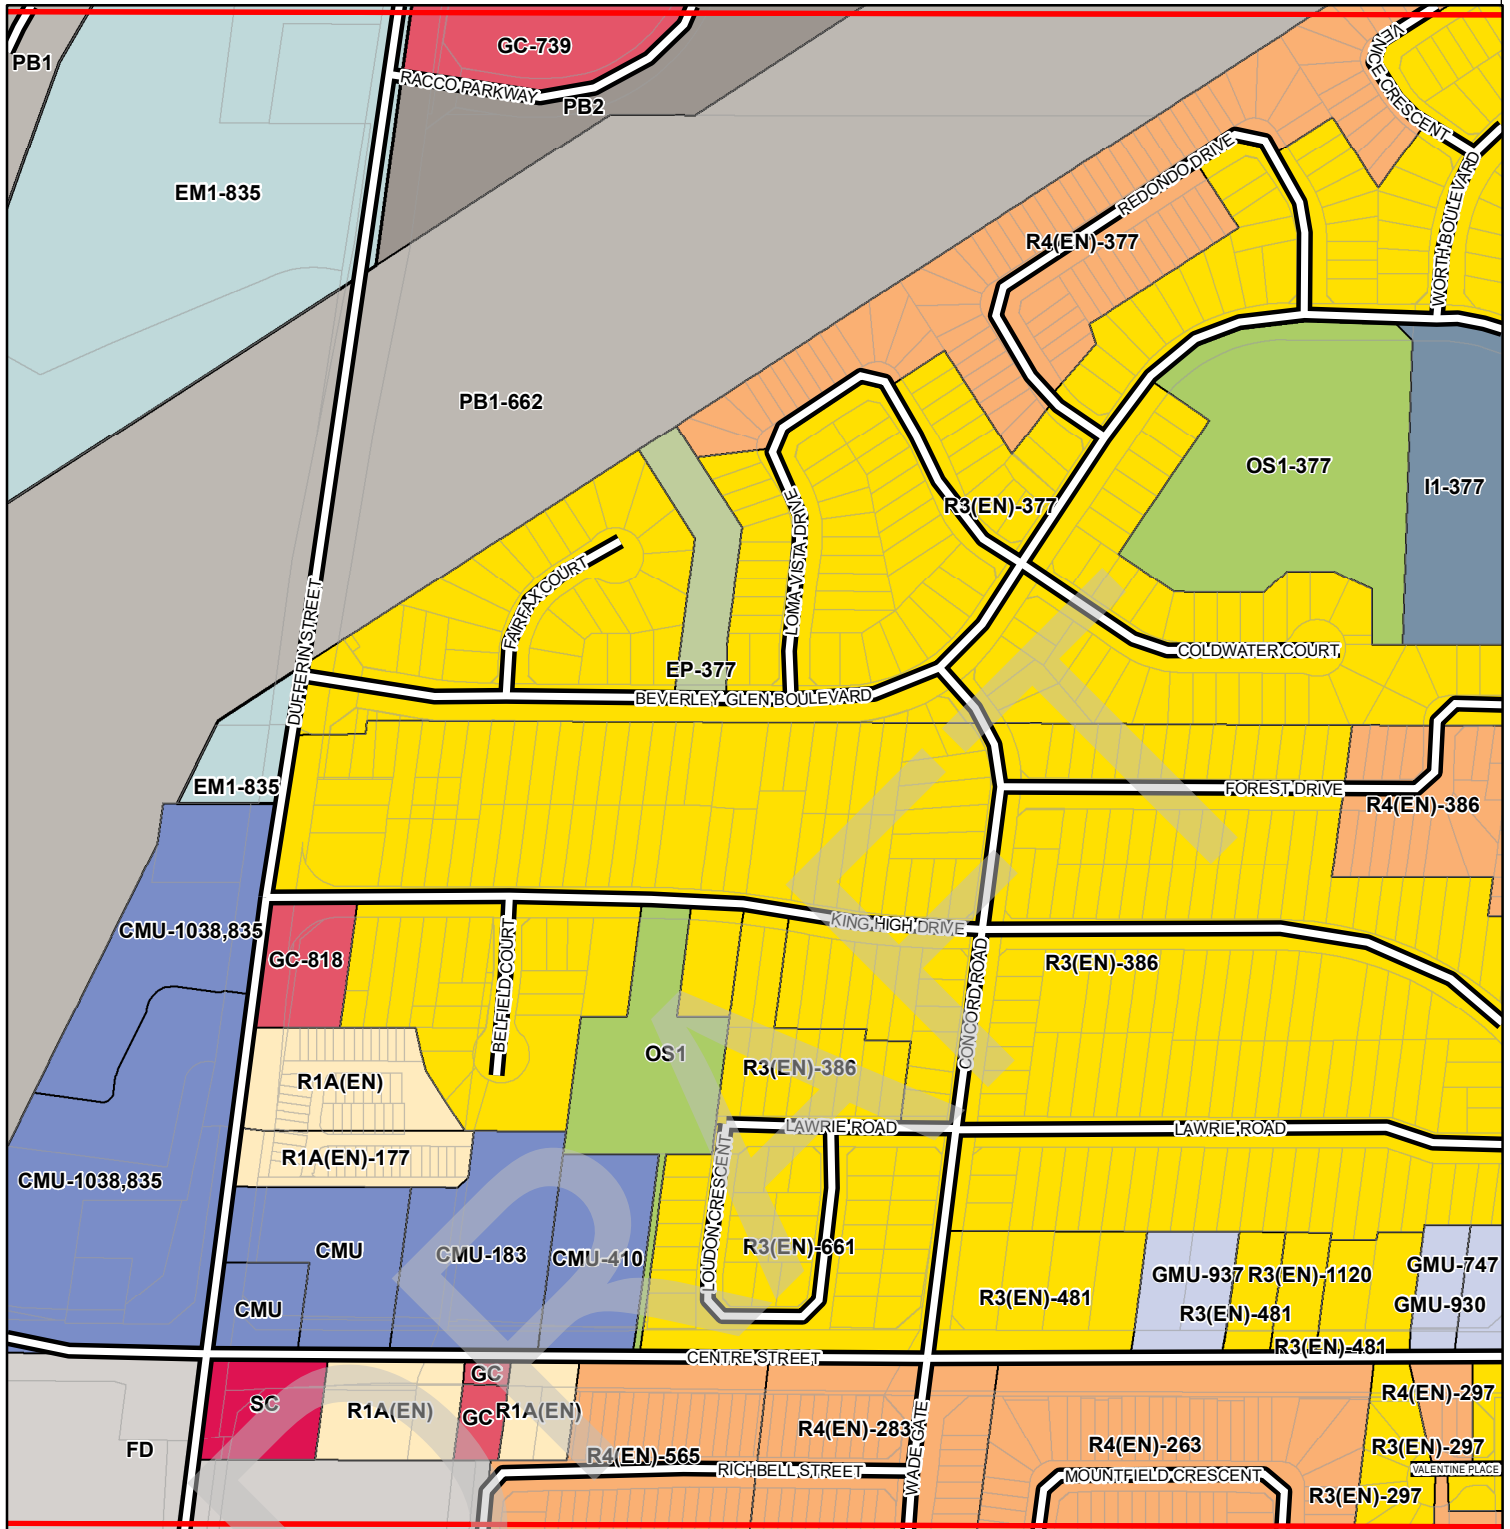 GC-739
PB1
RACCO PARKWAY
PB2
VENICE CRESCENT
REDONDO DRIVE
WORTH BOULEVARD
EM1-835
R4(EN)-377
PB1-662
OS1-377
I1-377
R3(EN)-377
LOMA VISTA DRIVE
FAIRFAX COURT
DUFFERIN STREET
COLDWATER COURT
EP-377
BEVERLEY GLEN BOULEVARD
EM1-835
FOREST DRIVE
R4(EN)-386
CMU-1038,835
GC-818
BELFIELD COURT
KING HIGH DRIVE
CONCORD ROAD
R3(EN)-386
OS1
R3(EN)-386
R1A(EN)
LAWRIE ROAD
LAWRIE ROAD
R1A(EN)-177
CMU-1038,835
LOUDON CRESCENT
CMU
CMU-183
CMU-410
R3(EN)-661
GMU-747
GMU-937
R3(EN)-1120
R3(EN)-481
GMU-930
CMU
R3(EN)-481
R3(EN)-481
CENTRE STREET
GC
SC
R1A(EN)
GC
R1A(EN)
R4(EN)-297
R4(EN)-283
WADE GATE
R4(EN)-263
R3(EN)-297
FD
R4(EN)-565
RICHBELL STREET
MOUNTFIELD CRESCENT
VALENTINE PLACE
R3(EN)-297
DRAFT